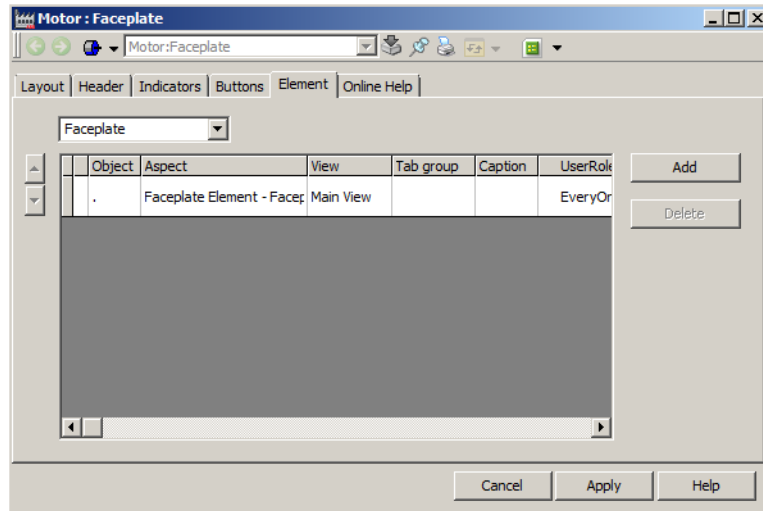 Motor : Faceplate
Motor:Faceplate
Layout Header Indicators Buttons Element Online Help
Faceplate
Object Aspect View Tab group Caption UserRole
. Faceplate Element - Facep Main View EveryOr
Add
Delete
Cancel Apply Help